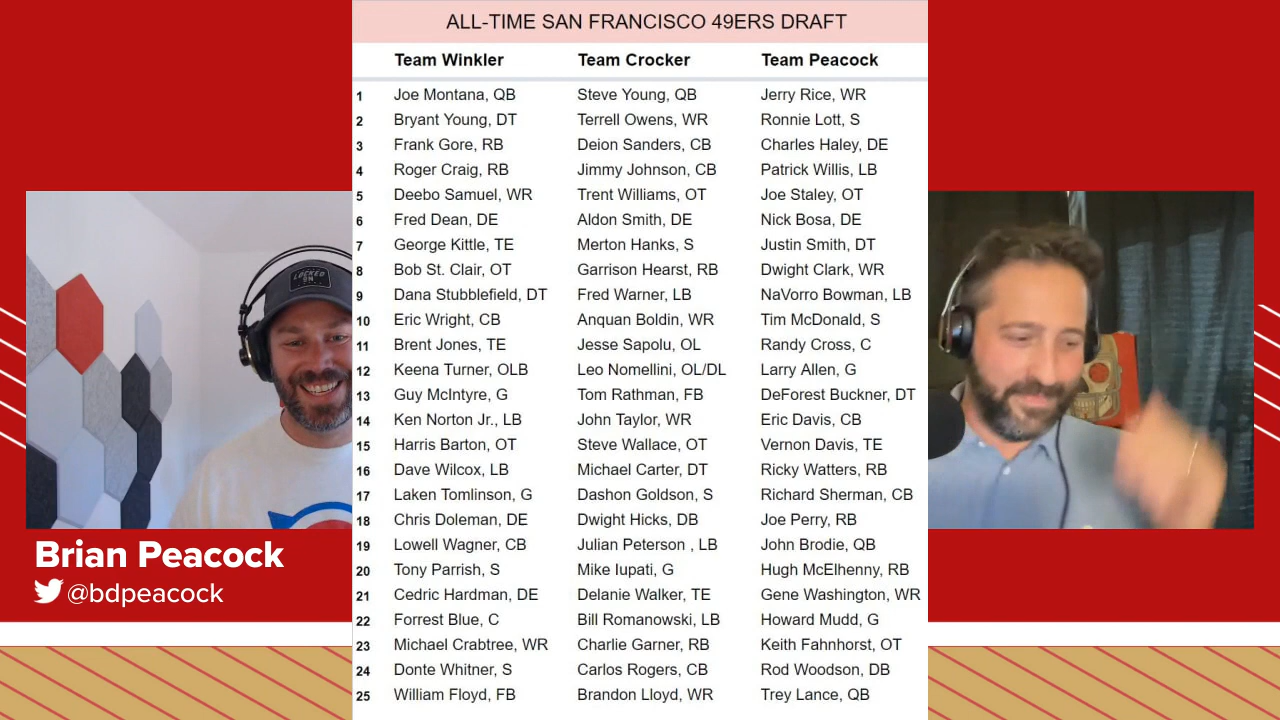 ALL-TIME SAN FRANCISCO 49ERS DRAFT
Team Winkler Team Crocker Team Peacock
1 Joe Montana, QB Steve Young, QB Jerry Rice, WR
2 Bryant Young, DT Terrell Owens, WR Ronnie Lott, S
3 Frank Gore, RB Deion Sanders, CB Charles Haley, DE
4 Roger Craig, RB Jimmy Johnson, CB Patrick Willis, LB
5 Deebo Samuel, WR Trent Williams, OT Joe Staley, OT
6 Fred Dean, DE Aldon Smith, DE Nick Bosa, DE
7 George Kittle, TE Merton Hanks, S Justin Smith, DT
8 Bob St. Clair, OT Garrison Hearst, RB Dwight Clark, WR
9 Dana Stubblefield, DT Fred Warner, LB NaVorro Bowman, LB
10 Eric Wright, CB Anquan Boldin, WR Tim McDonald, S
11 Brent Jones, TE Jesse Sapolu, OL Randy Cross, C
12 Keena Turner, OLB Leo Nomellini, OL/DL Larry Allen, G
13 Guy McIntyre, G Tom Rathman, FB DeForest Buckner, DT
14 Ken Norton Jr., LB John Taylor, WR Eric Davis, CB
15 Harris Barton, OT Steve Wallace, OT Vernon Davis, TE
16 Dave Wilcox, LB Michael Carter, DT Ricky Watters, RB
17 Laken Tomlinson, G Dashon Goldson, S Richard Sherman, CB
18 Chris Doleman, DE Dwight Hicks, DB Joe Perry, RB
19 Lowell Wagner, CB Julian Peterson , LB John Brodie, QB
20 Tony Parrish, S Mike Iupati, G Hugh McElhenny, RB
21 Cedric Hardman, DE Delanie Walker, TE Gene Washington, WR
22 Forrest Blue, C Bill Romanowski, LB Howard Mudd, G
23 Michael Crabtree, WR Charlie Garner, RB Keith Fahnhorst, OT
24 Donte Whitner, S Carlos Rogers, CB Rod Woodson, DB
25 William Floyd, FB Brandon Lloyd, WR Trey Lance, QB
LOCKED
ON
Brian Peacock
@bdpeacock